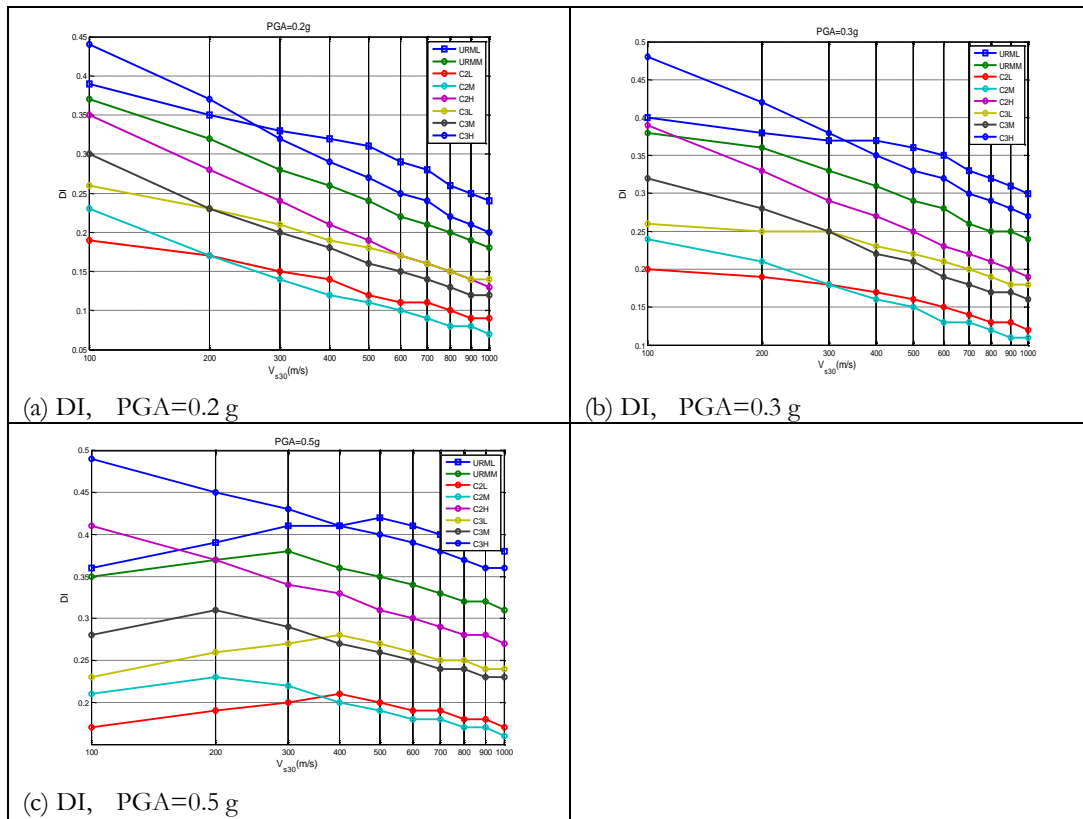 PGA=0.2g
0.45
0.4
0.35
0.3
0.25
0.2
0.15
0.1
0.05
DI
100 200 300 400 500 600 700 800 900 1000
V_s30(m/s)
URML
URMM
C2L
C2M
C2H
C3L
C3M
C3H
(a) DI, PGA=0.2 g
PGA=0.3g
0.5
0.45
0.4
0.35
0.3
0.25
0.2
0.15
0.1
DI
100 200 300 400 500 600 700 800 900 1000
V_s30(m/s)
URML
URMM
C2L
C2M
C2H
C3L
C3M
C3H
(b) DI, PGA=0.3 g
PGA=0.5g
0.5
0.45
0.4
0.35
0.3
0.25
0.2
DI
100 200 300 400 500 600 700 800 900 1000
V_s30(m/s)
URML
URMM
C2L
C2M
C2H
C3L
C3M
C3H
(c) DI, PGA=0.5 g